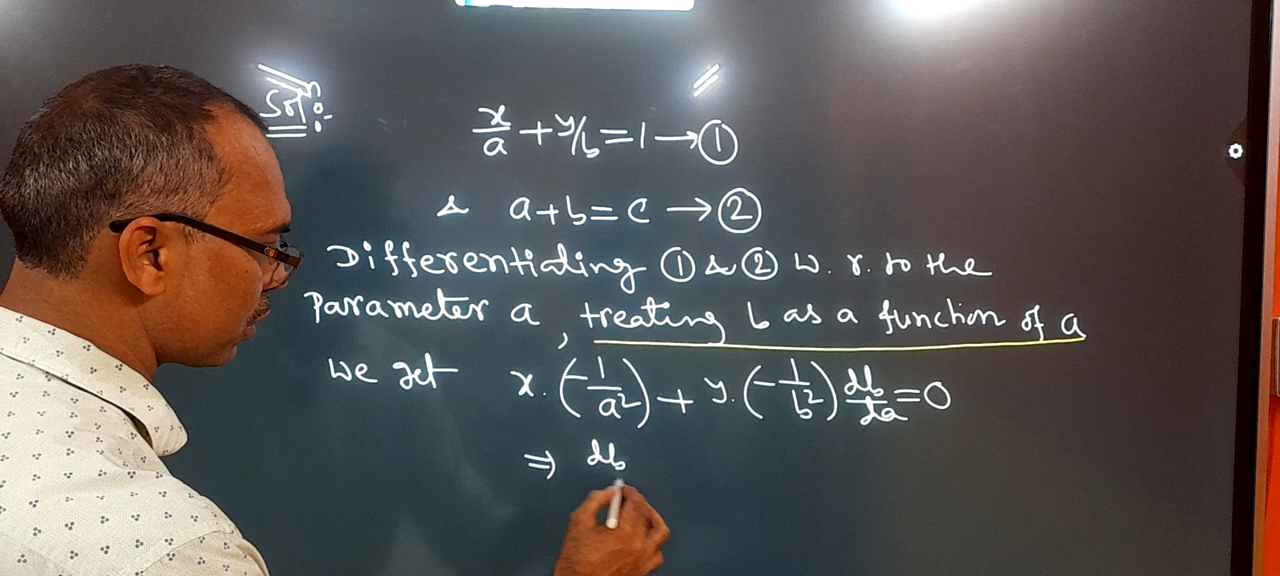 Solⁿ:-
x/a + y/b = 1 → ①
& a + b = c → ②
Differentiating ① & ② w. r. to the
parameter a, treating b as a function of a
we get x.(-1/a²) + y.(-1/b²) db/da = 0
⇒ db